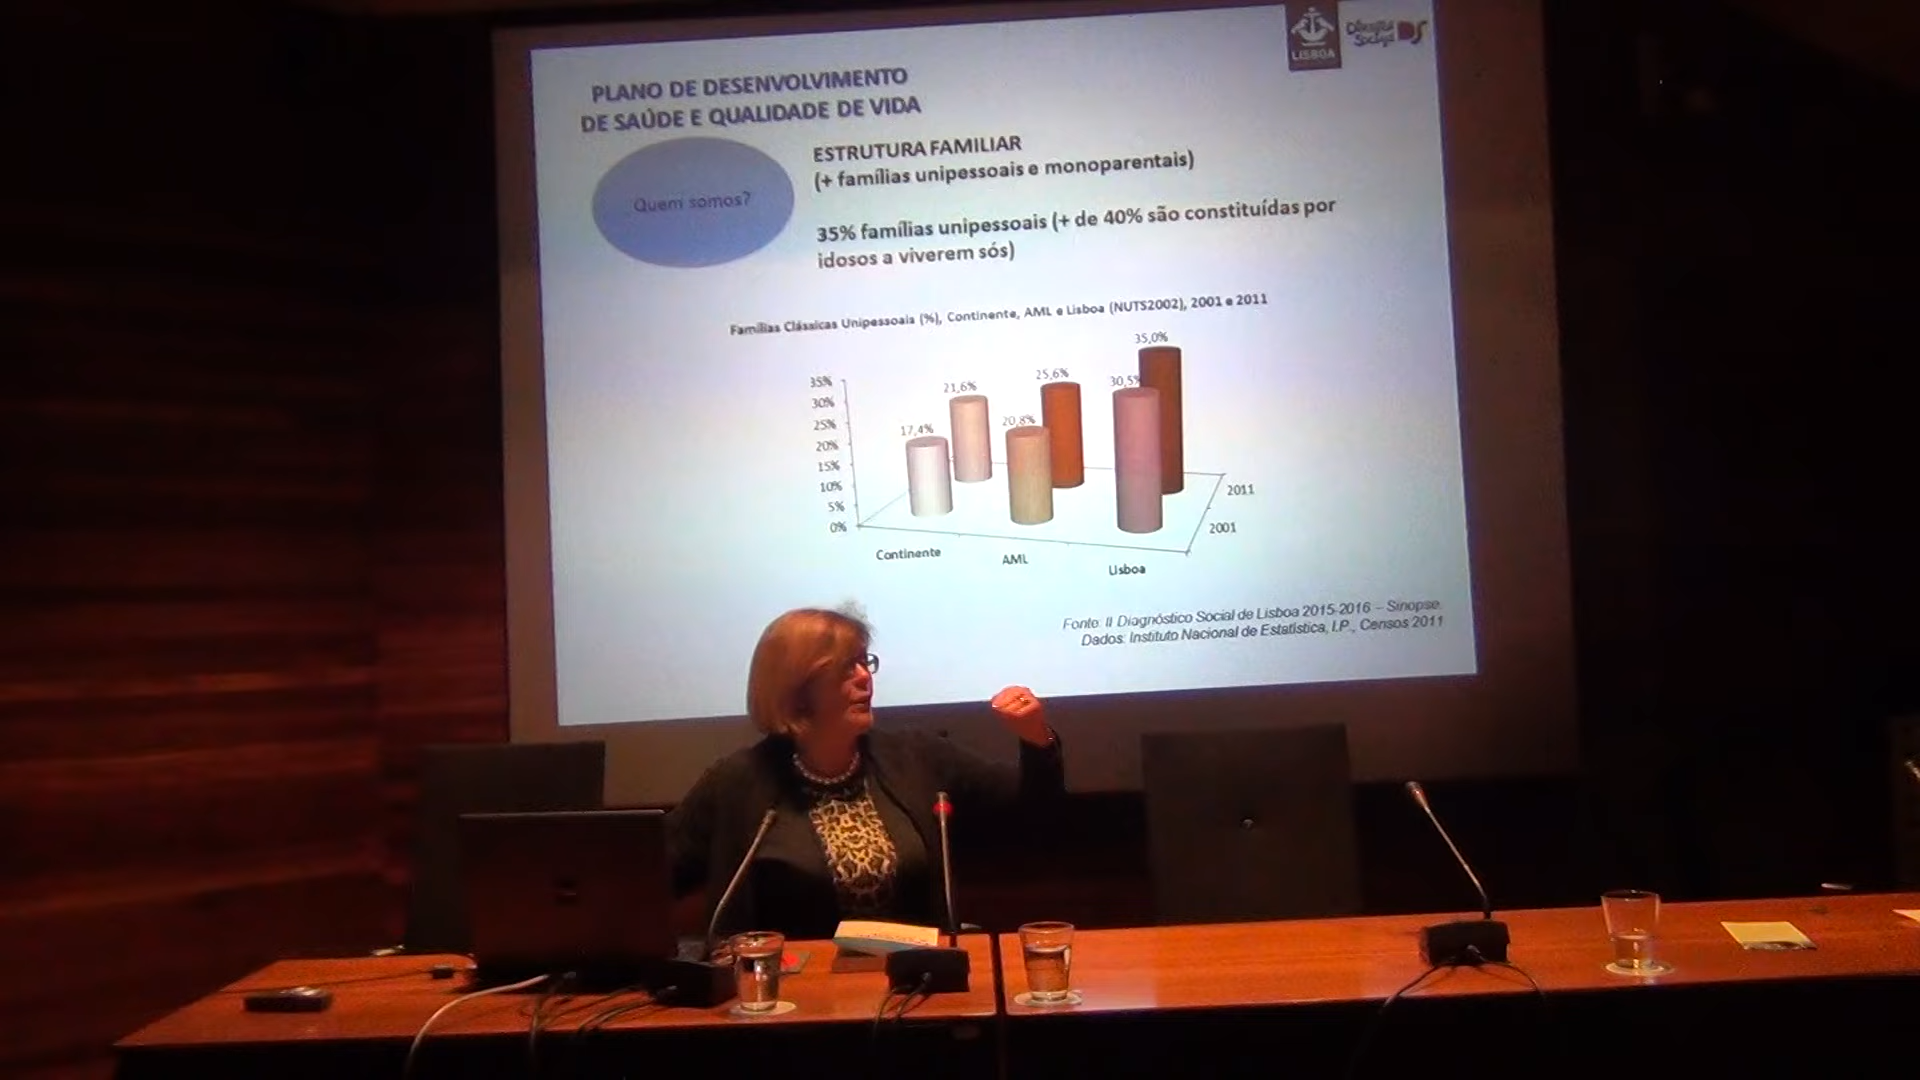 LISBOA
PLANO DE DESENVOLVIMENTO
DE SAÚDE E QUALIDADE DE VIDA
Quem somos?
ESTRUTURA FAMILIAR
(+ famílias unipessoais e monoparentais)
35% famílias unipessoais (+ de 40% são constituídas por
idosos a viverem sós)
Famílias Clássicas Unipessoais (%), Continente, AML e Lisboa (NUTS2002), 2001 e 2011
35%
30%
25%
20%
15%
10%
5%
0%
17,4%
21,6%
20,8%
25,6%
30,5%
35,0%
2011
2001
Continente
AML
Lisboa
Fonte: II Diagnóstico Social de Lisboa 2015-2016 – Sinopse.
Dados: Instituto Nacional de Estatística, I.P., Censos 2011